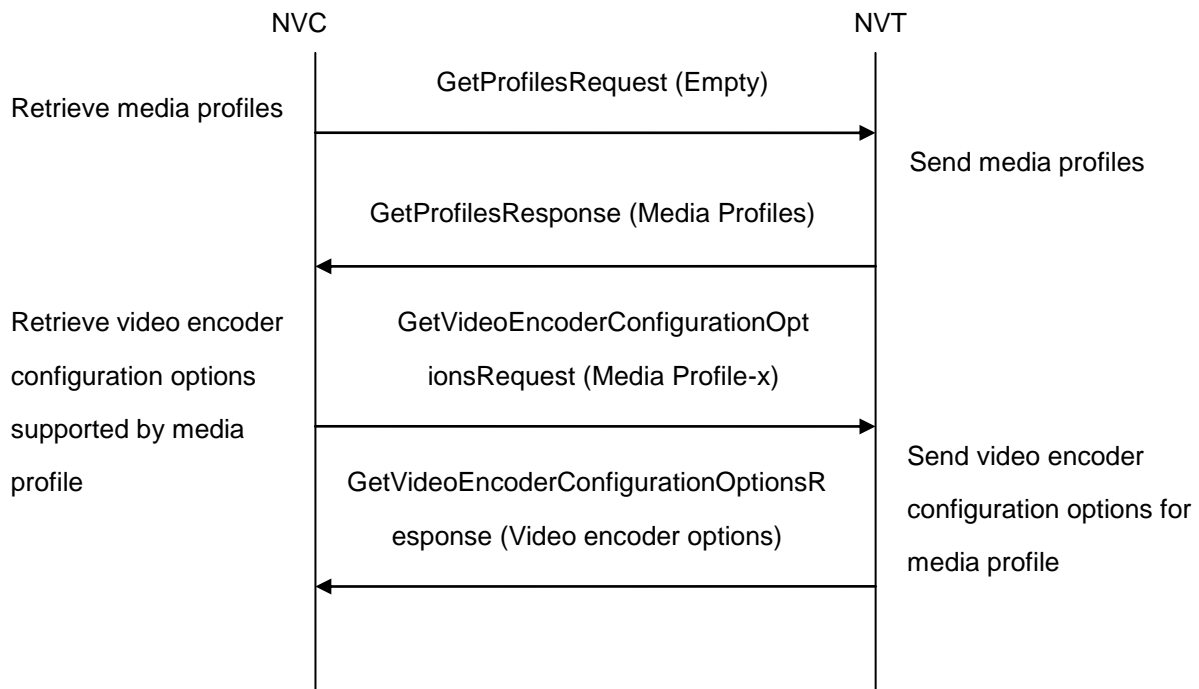 NVC
NVT
GetProfilesRequest (Empty)
Retrieve media profiles
Send media profiles
GetProfilesResponse (Media Profiles)
Retrieve video encoder
configuration options
supported by media
profile
GetVideoEncoderConfigurationOpt
ionsRequest (Media Profile-x)
Send video encoder
configuration options for
media profile
GetVideoEncoderConfigurationOptionsR
esponse (Video encoder options)